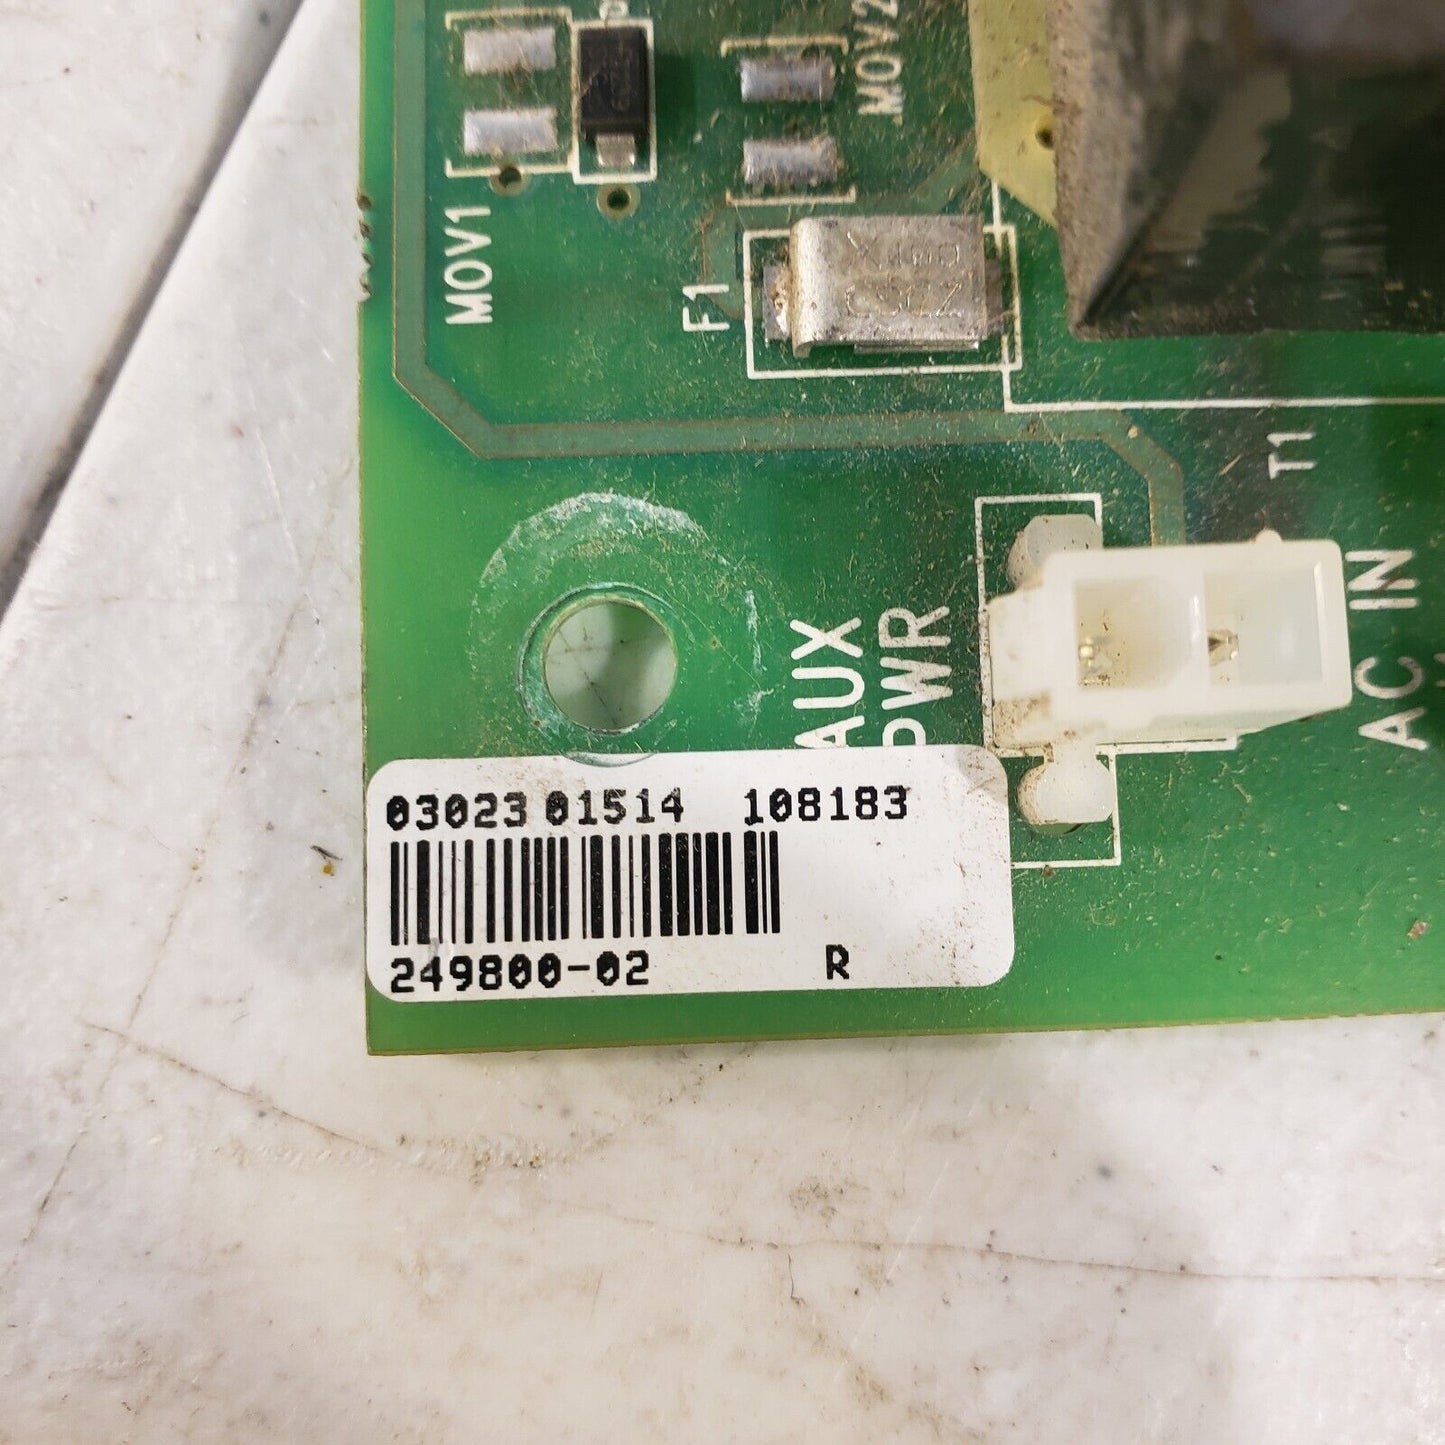 MOV1
MOV2
F1
T1
AUX
PWR
AC IN
03023 01514 108183
249800-02 R